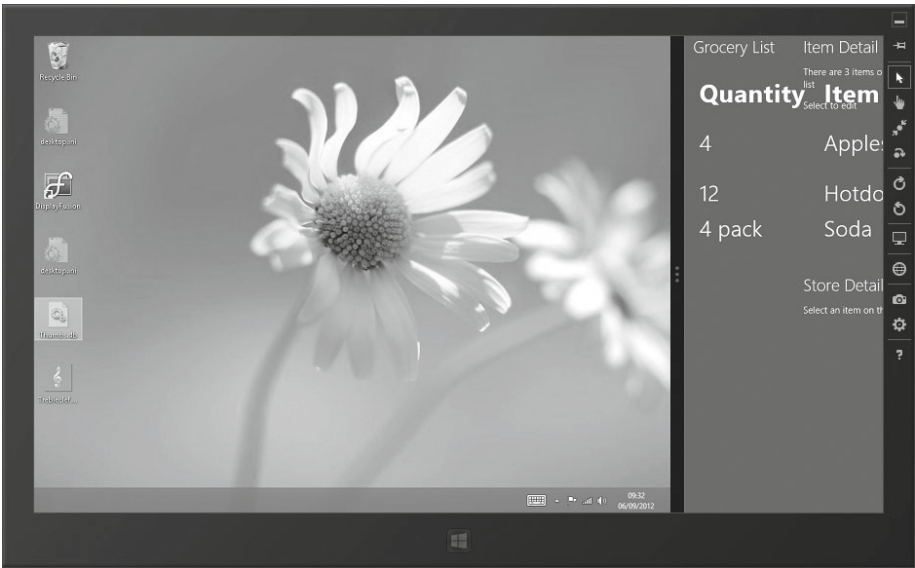 Recycle Bin
desktop.ini
DisplayFusion
desktop.ini
Thumbs.db
Trebleclef...
09:32
06/09/2012
Grocery List
Item Detail
There are 3 items o
list
Quantity Item
Select to edit
4 Apples
12 Hotdo
4 pack Soda
Store Detail
Select an item on th
?